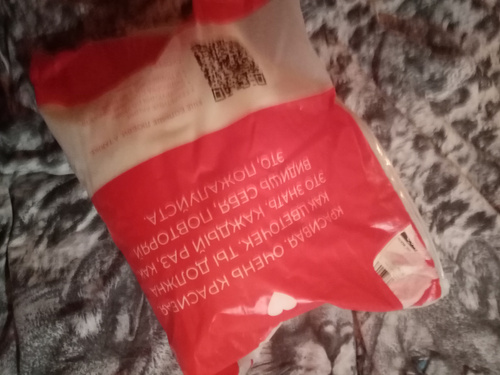 КРАСИВАЯ. ОЧЕНЬ КРАСИВАЯ.
КАК ЦВЕТОЧЕК. ТЫ ДОЛЖНА
ЭТО ЗНАТЬ. КАЖДЫЙ РАЗ, КАК
ВИДИШЬ СЕБЯ, ПОВТОРЯЙ
ЭТО, ПОЖАЛУЙСТА